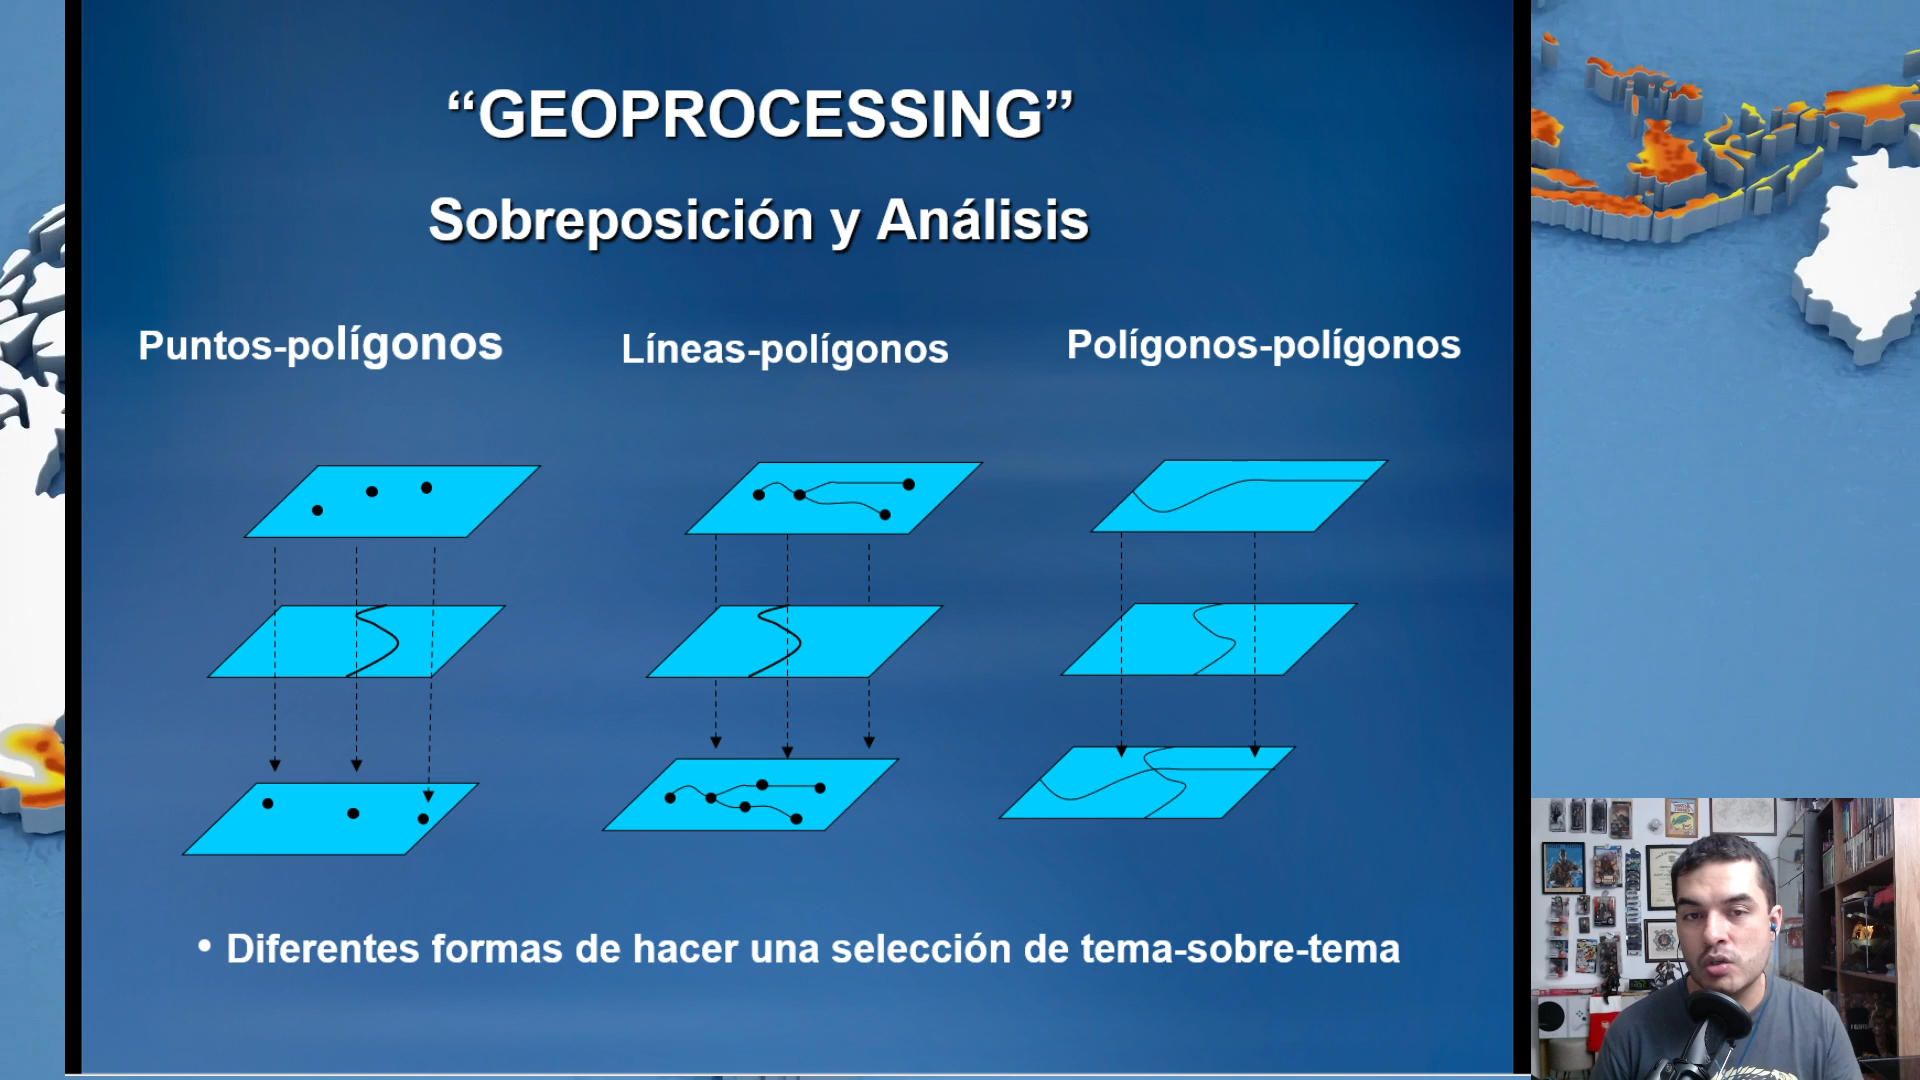 “GEOPROCESSING”
Sobreposición y Análisis
Puntos-polígonos
Líneas-polígonos
Polígonos-polígonos
• Diferentes formas de hacer una selección de tema-sobre-tema